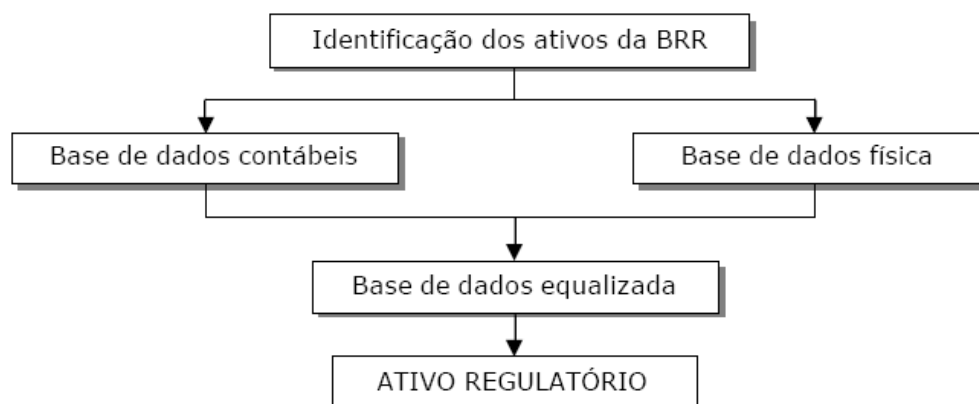 Identificação dos ativos da BRR
Base de dados contábeis
Base de dados física
Base de dados equalizada
ATIVO REGULATÓRIO